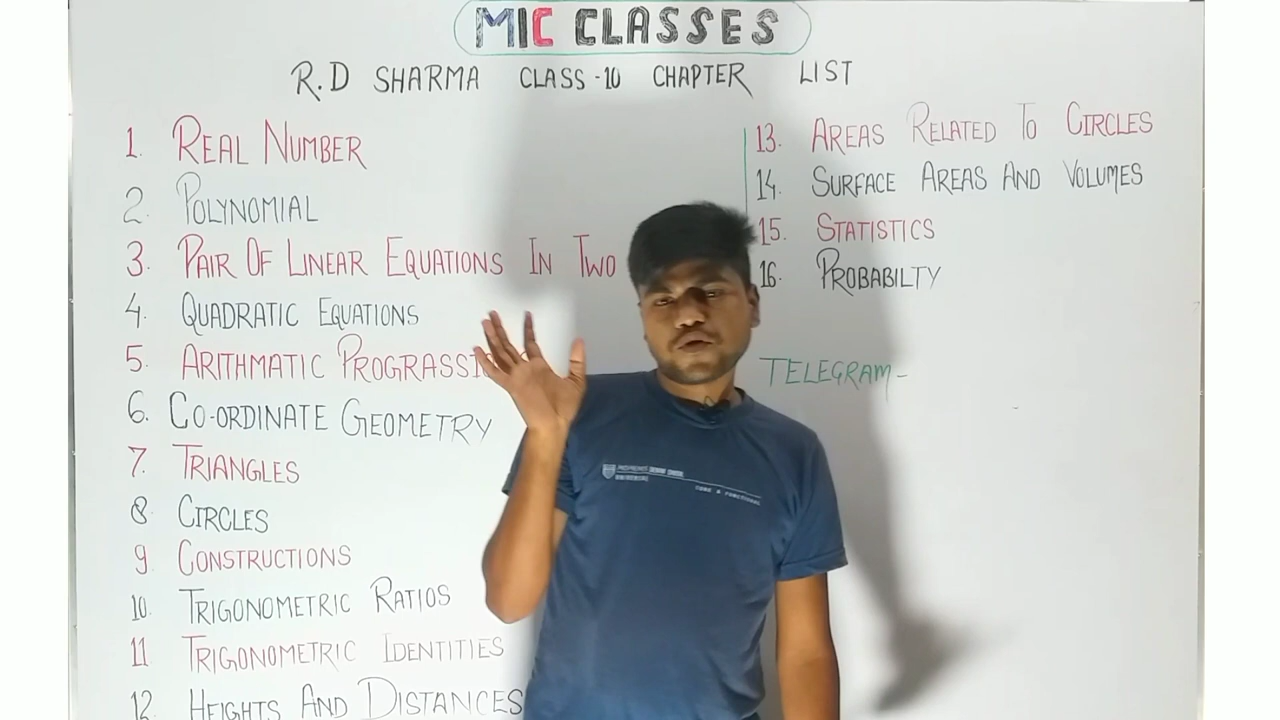 MIC CLASSES
R.D SHARMA CLASS-10 CHAPTER LIST
1. REAL NUMBER
2. POLYNOMIAL
3. PAIR OF LINEAR EQUATIONS IN TWO
4. QUADRATIC EQUATIONS
5. ARITHMATIC PROGRASSI
6. CO-ORDINATE GEOMETRY
7. TRIANGLES
8 CIRCLES
9 CONSTRUCTIONS
10. TRIGONOMETRIC RATIOS
11 TRIGONOMETRIC IDENTITIES
12. HEIGHTS AND DISTANCES
13. AREAS RELATED TO CIRCLES
14. SURFACE AREAS AND VOLUMES
15. STATISTICS
16. PROBABILTY
TELEGRAM-